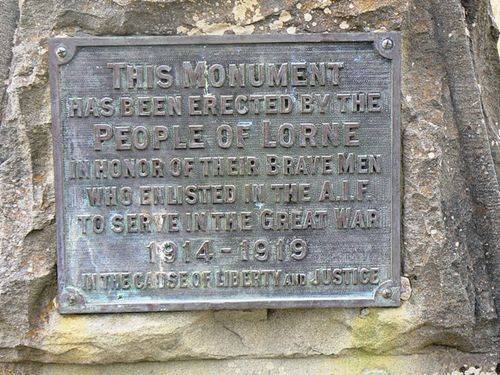 THIS MONUMENT
HAS BEEN ERECTED BY THE
PEOPLE OF LORNE
IN HONOR OF THEIR BRAVE MEN
WHO ENLISTED IN THE A.I.F.
TO SERVE IN THE GREAT WAR
1914-1919
IN THE CAUSE OF LIBERTY AND JUSTICE